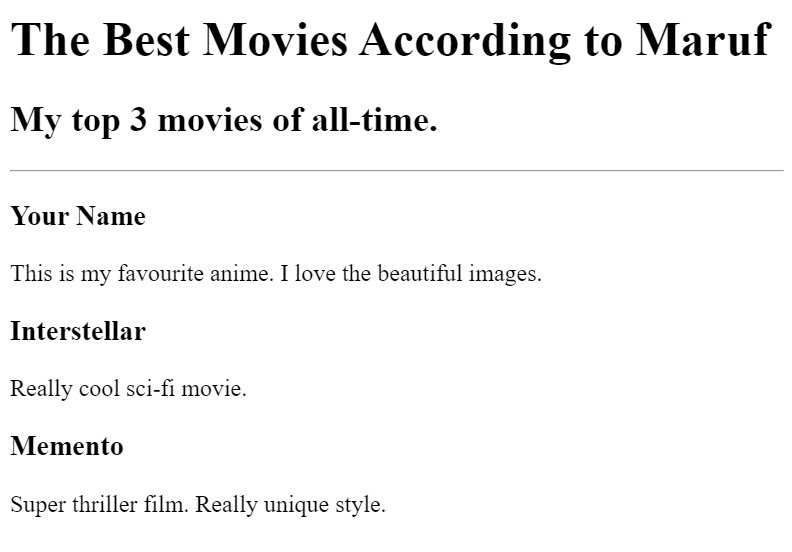 The Best Movies According to Maruf
My top 3 movies of all-time.
Your Name
This is my favourite anime. I love the beautiful images.
Interstellar
Really cool sci-fi movie.
Memento
Super thriller film. Really unique style.